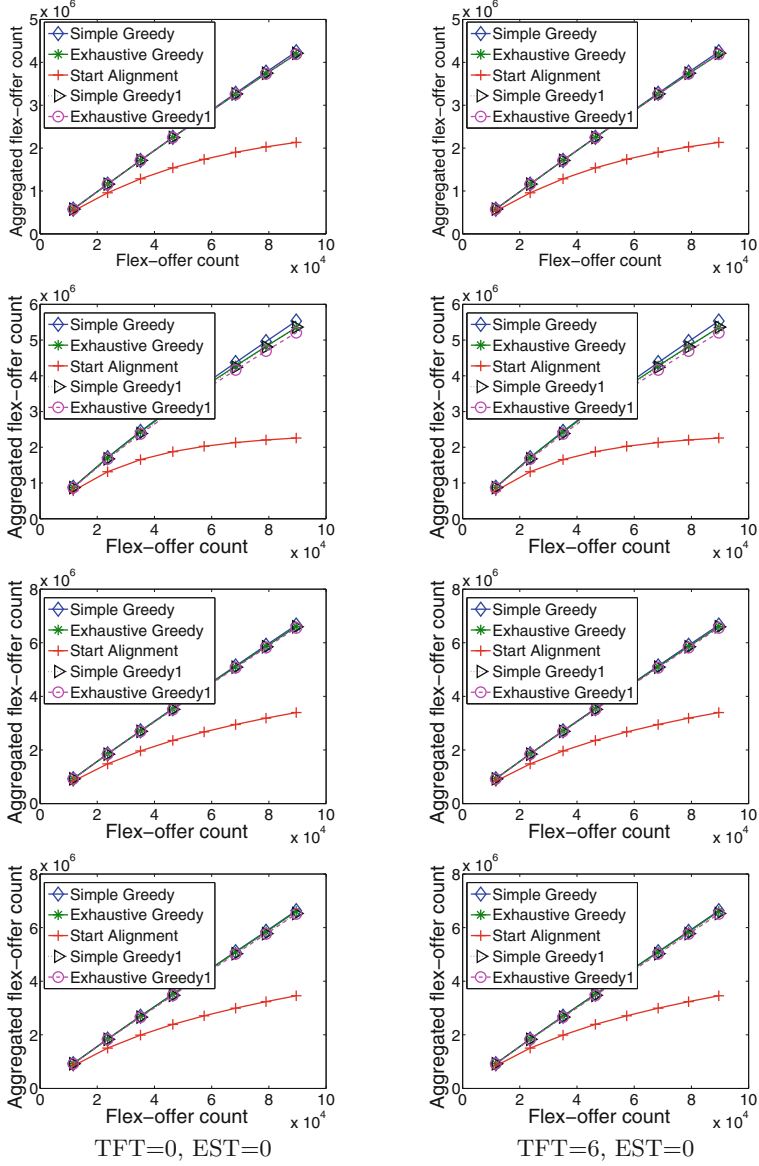 x 10^6
5
4
3
2
1
0
Aggregated flex−offer count
Simple Greedy
Exhaustive Greedy
Start Alignment
Simple Greedy1
Exhaustive Greedy1
0 2 4 6 8 10
Flex−offer count
x 10^4
x 10^6
5
4
3
2
1
0
Aggregated flex−offer count
Simple Greedy
Exhaustive Greedy
Start Alignment
Simple Greedy1
Exhaustive Greedy1
0 2 4 6 8 10
Flex−offer count
x 10^4
x 10^6
6
5
4
3
2
1
0
Aggregated flex−offer count
Simple Greedy
Exhaustive Greedy
Start Alignment
Simple Greedy1
Exhaustive Greedy1
0 2 4 6 8 10
Flex−offer count
x 10^4
x 10^6
6
5
4
3
2
1
0
Aggregated flex−offer count
Simple Greedy
Exhaustive Greedy
Start Alignment
Simple Greedy1
Exhaustive Greedy1
0 2 4 6 8 10
Flex−offer count
x 10^4
x 10^6
8
6
4
2
0
Aggregated flex−offer count
Simple Greedy
Exhaustive Greedy
Start Alignment
Simple Greedy1
Exhaustive Greedy1
0 2 4 6 8 10
Flex−offer count
x 10^4
x 10^6
8
6
4
2
0
Aggregated flex−offer count
Simple Greedy
Exhaustive Greedy
Start Alignment
Simple Greedy1
Exhaustive Greedy1
0 2 4 6 8 10
Flex−offer count
x 10^4
x 10^6
8
6
4
2
0
Aggregated flex−offer count
Simple Greedy
Exhaustive Greedy
Start Alignment
Simple Greedy1
Exhaustive Greedy1
0 2 4 6 8 10
Flex−offer count
x 10^4
x 10^6
8
6
4
2
0
Aggregated flex−offer count
Simple Greedy
Exhaustive Greedy
Start Alignment
Simple Greedy1
Exhaustive Greedy1
0 2 4 6 8 10
Flex−offer count
x 10^4
TFT=0, EST=0
TFT=6, EST=0